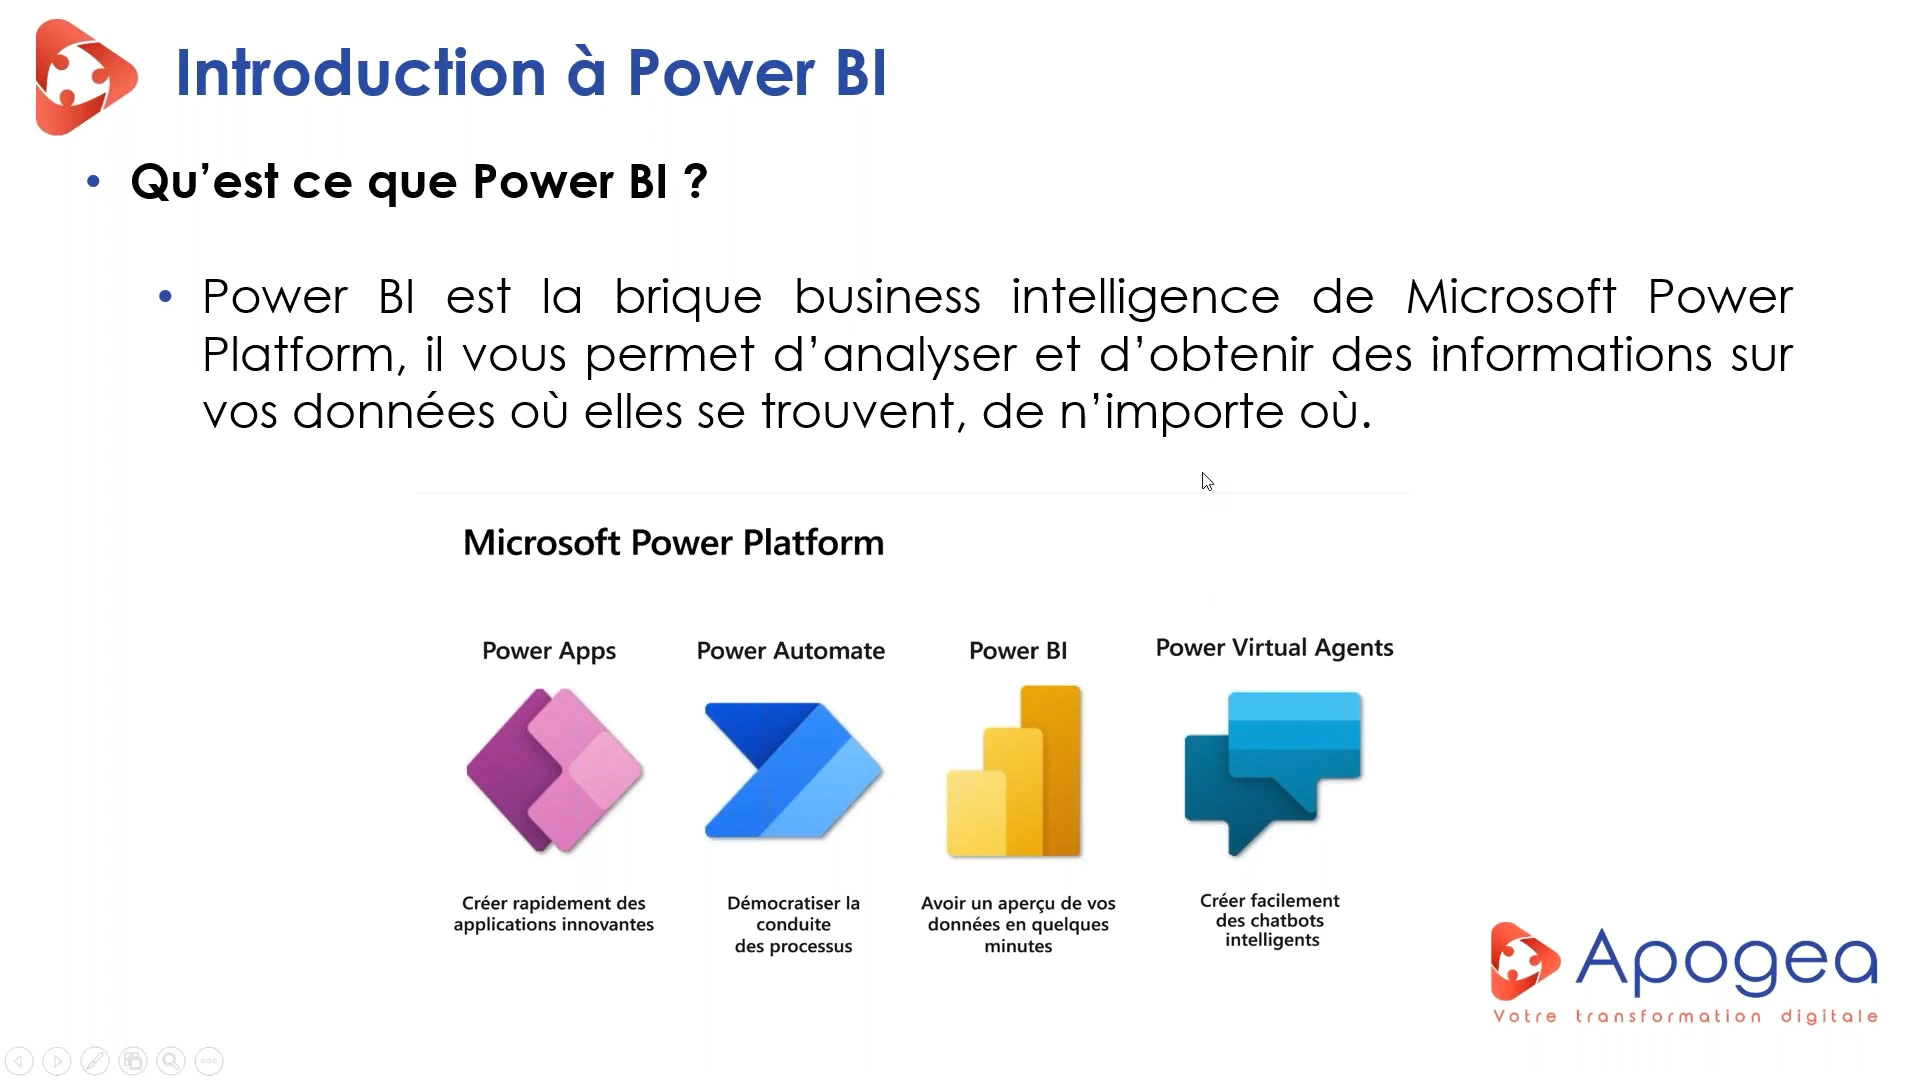 Introduction à Power BI
• Qu’est ce que Power BI ?
• Power BI est la brique business intelligence de Microsoft Power
Platform, il vous permet d’analyser et d’obtenir des informations sur
vos données où elles se trouvent, de n’importe où.
Microsoft Power Platform
Power Apps
Power Automate
Power BI
Power Virtual Agents
Créer rapidement des
applications innovantes
Démocratiser la
conduite
des processus
Avoir un aperçu de vos
données en quelques
minutes
Créer facilement
des chatbots
intelligents
Apogea
Votre transformation digitale